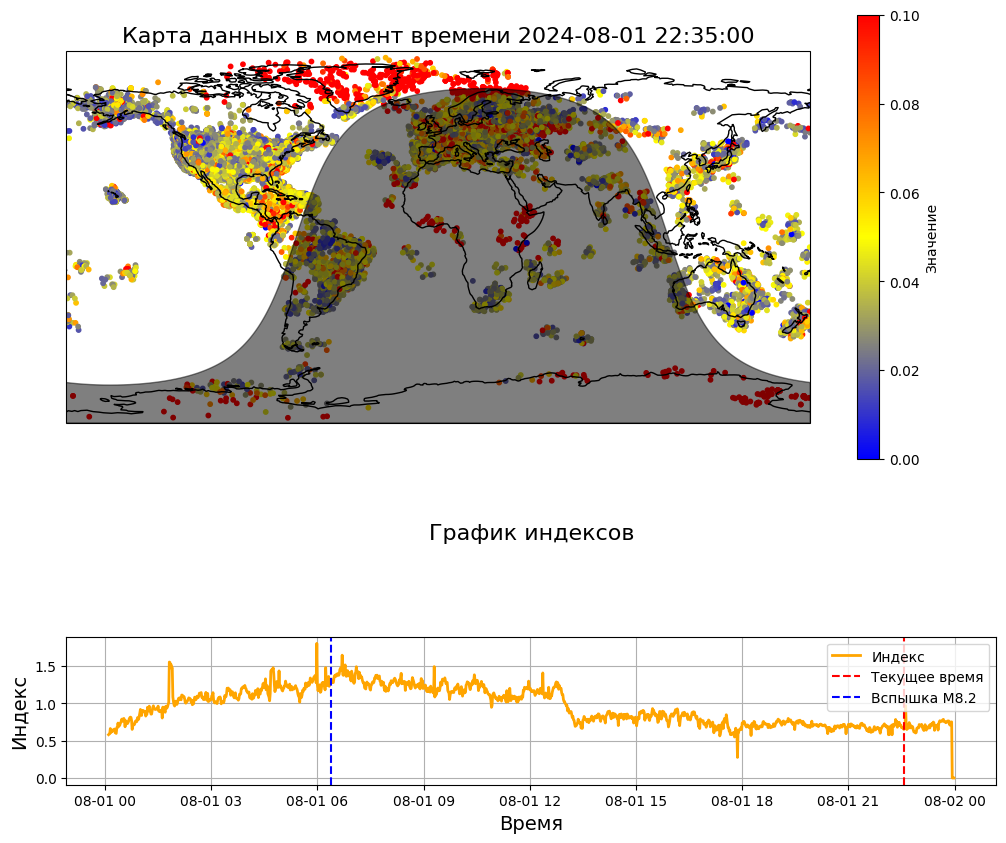 Карта данных в момент времени 2024-08-01 22:35:00
0.10
0.08
0.06
0.04
0.02
0.00
Значение
График индексов
Индекс
1.5
1.0
0.5
0.0
Индекс
Текущее время
Вспышка M8.2
08-01 00
08-01 03
08-01 06
08-01 09
08-01 12
08-01 15
08-01 18
08-01 21
08-02 00
Время